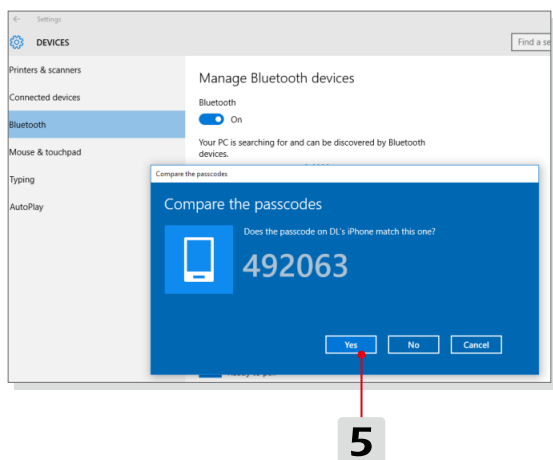 ← Settings
DEVICES
Find a se
Printers & scanners
Connected devices
Bluetooth
Mouse & touchpad
Typing
AutoPlay
Manage Bluetooth devices
Bluetooth
On
Your PC is searching for and can be discovered by Bluetooth
devices.
Compare the passcodes
Compare the passcodes
Does the passcode on DL's iPhone match this one?
492063
Yes No Cancel
5